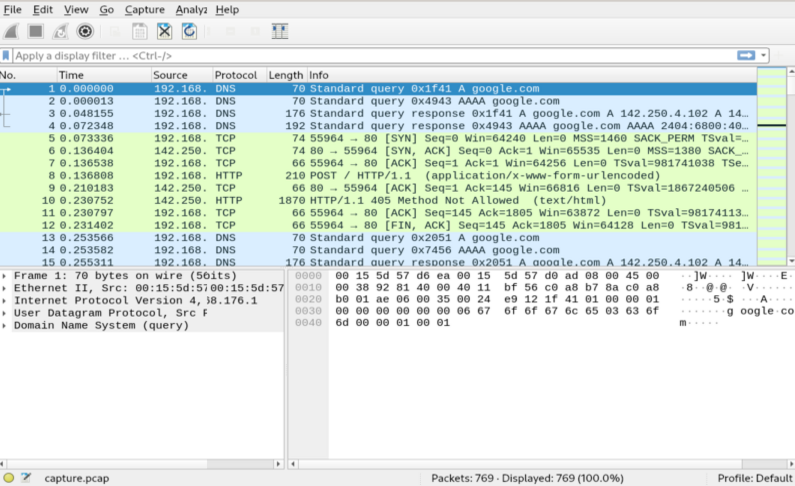 File Edit View Go Capture Analyz Help
Apply a display filter … <Ctrl-/>
No. Time Source Protocol Length Info
1 0.000000 192.168. DNS 70 Standard query 0x1f41 A google.com
2 0.000013 192.168. DNS 70 Standard query 0x4943 AAAA google.com
3 0.048155 192.168. DNS 176 Standard query response 0x1f41 A google.com A 142.250.4.102 A 14…
4 0.072348 192.168. DNS 192 Standard query response 0x4943 AAAA google.com AAAA 2404:6800:40…
5 0.073336 192.168. TCP 74 55964 → 80 [SYN] Seq=0 Win=64240 Len=0 MSS=1460 SACK_PERM TSval=…
6 0.136404 142.250. TCP 74 80 → 55964 [SYN, ACK] Seq=0 Ack=1 Win=65535 Len=0 MSS=1380 SACK_…
7 0.136538 192.168. TCP 66 55964 → 80 [ACK] Seq=1 Ack=1 Win=64256 Len=0 TSval=981741038 TSe…
8 0.136808 192.168. HTTP 210 POST / HTTP/1.1 (application/x-www-form-urlencoded)
9 0.210183 142.250. TCP 66 80 → 55964 [ACK] Seq=1 Ack=145 Win=66816 Len=0 TSval=1867240506 …
10 0.230752 142.250. HTTP 1870 HTTP/1.1 405 Method Not Allowed (text/html)
11 0.230797 192.168. TCP 66 55964 → 80 [ACK] Seq=145 Ack=1805 Win=63872 Len=0 TSval=98174113…
12 0.231402 192.168. TCP 66 55964 → 80 [FIN, ACK] Seq=145 Ack=1805 Win=64128 Len=0 TSval=981…
13 0.253566 192.168. DNS 70 Standard query 0x2051 A google.com
14 0.253582 192.168. DNS 70 Standard query 0x7456 AAAA google.com
15 0.255313 192.168. DNS 176 Standard query response 0x2051 A google.com A 142.250.4.102 A 14…
Frame 1: 70 bytes on wire (56bits)
Ethernet II, Src: 00:15:5d:57 00:15:5d:57
Internet Protocol Version 4, 8.176.1
User Datagram Protocol, Src
Domain Name System (query)
0000 00 15 5d 57 d6 ea 00 15 5d 57 d0 ad 08 00 45 00 ··]W····]W····E·
0010 00 38 92 81 40 00 40 11 bf 56 c0 a8 b7 8a c0 a8 ·8··@·@··V······
0020 b0 01 ae 06 00 35 00 24 e9 12 1f 41 01 00 00 01 ·····5·$···A····
0030 00 00 00 00 00 00 06 67 6f 6f 67 6c 65 03 63 6f ·······g oogle·co
0040 6d 00 00 01 00 01 m·····
capture.pcap Packets: 769 · Displayed: 769 (100.0%) Profile: Default